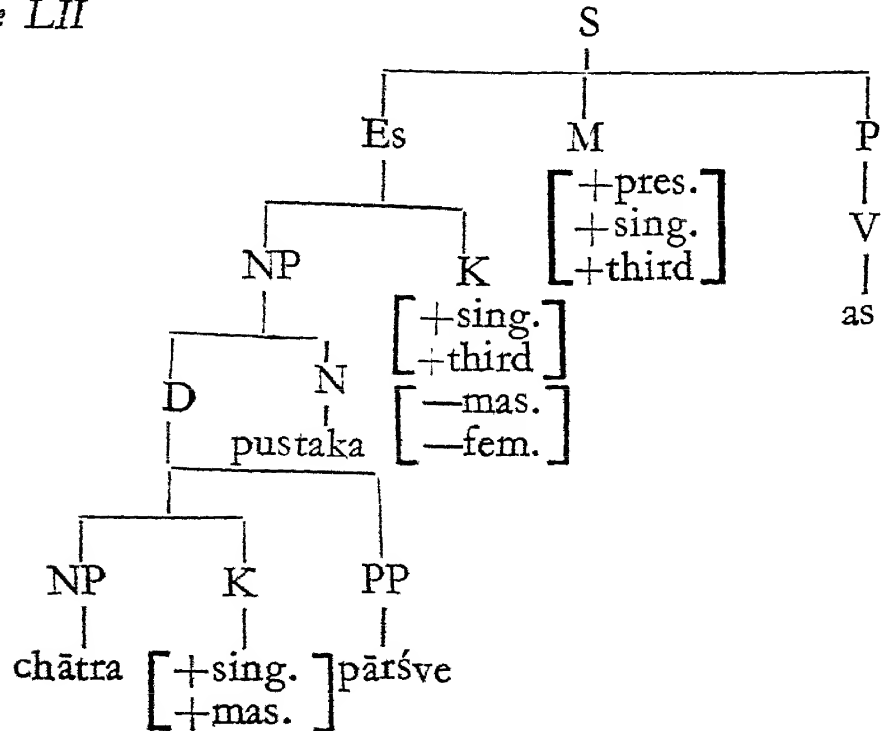 e LII
S
Es M P
[+pres.
+sing.
+third]
V
NP K
as
[+sing.
+third]
D N
[—mas.
—fem.]
pustaka
NP K PP
chātra [+sing. +mas.] pārśve